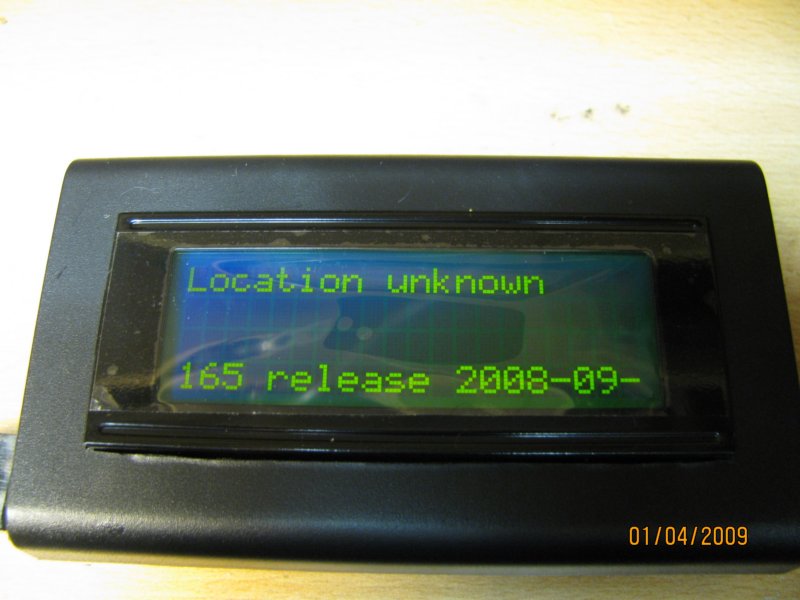 Location unknown
165 release 2008-09-
01/04/2009